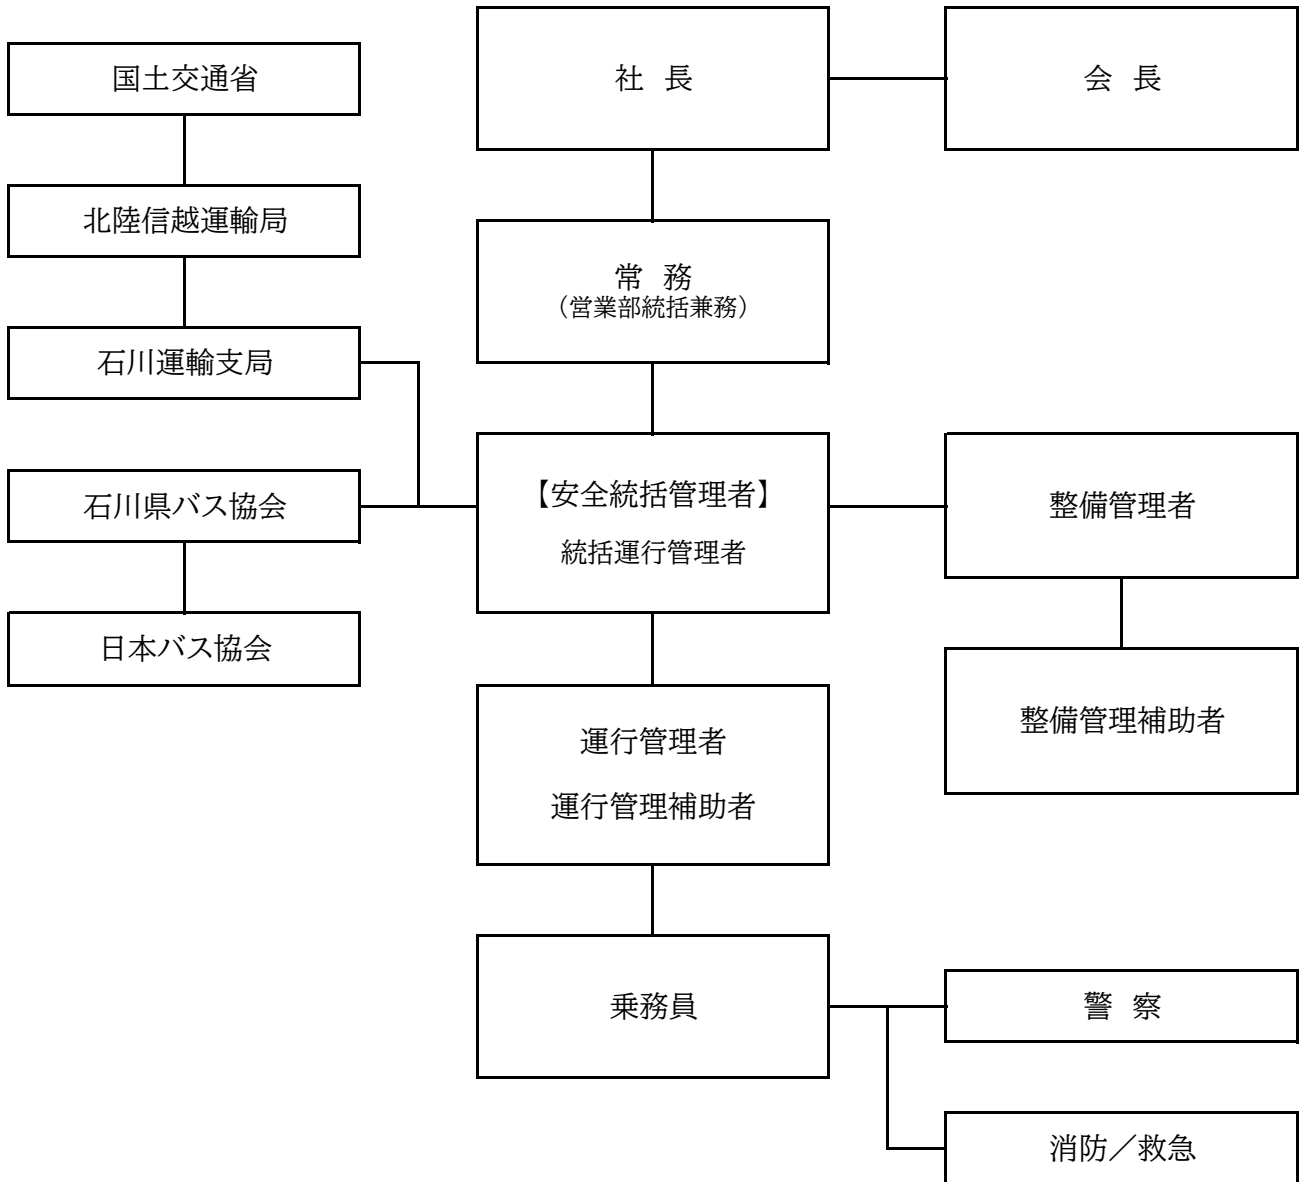 国土交通省
社 長
会 長
北陸信越運輸局
常 務
（営業部統括兼務）
石川運輸支局
石川県バス協会
【安全統括管理者】
統括運行管理者
整備管理者
日本バス協会
運行管理者
運行管理補助者
整備管理補助者
乗務員
警 察
消防／救急